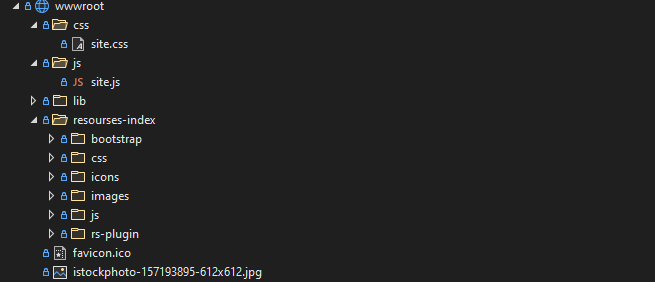 wwwroot
css
site.css
js
JS site.js
lib
resourses-index
bootstrap
css
icons
images
js
rs-plugin
favicon.ico
istockphoto-157193895-612x612.jpg